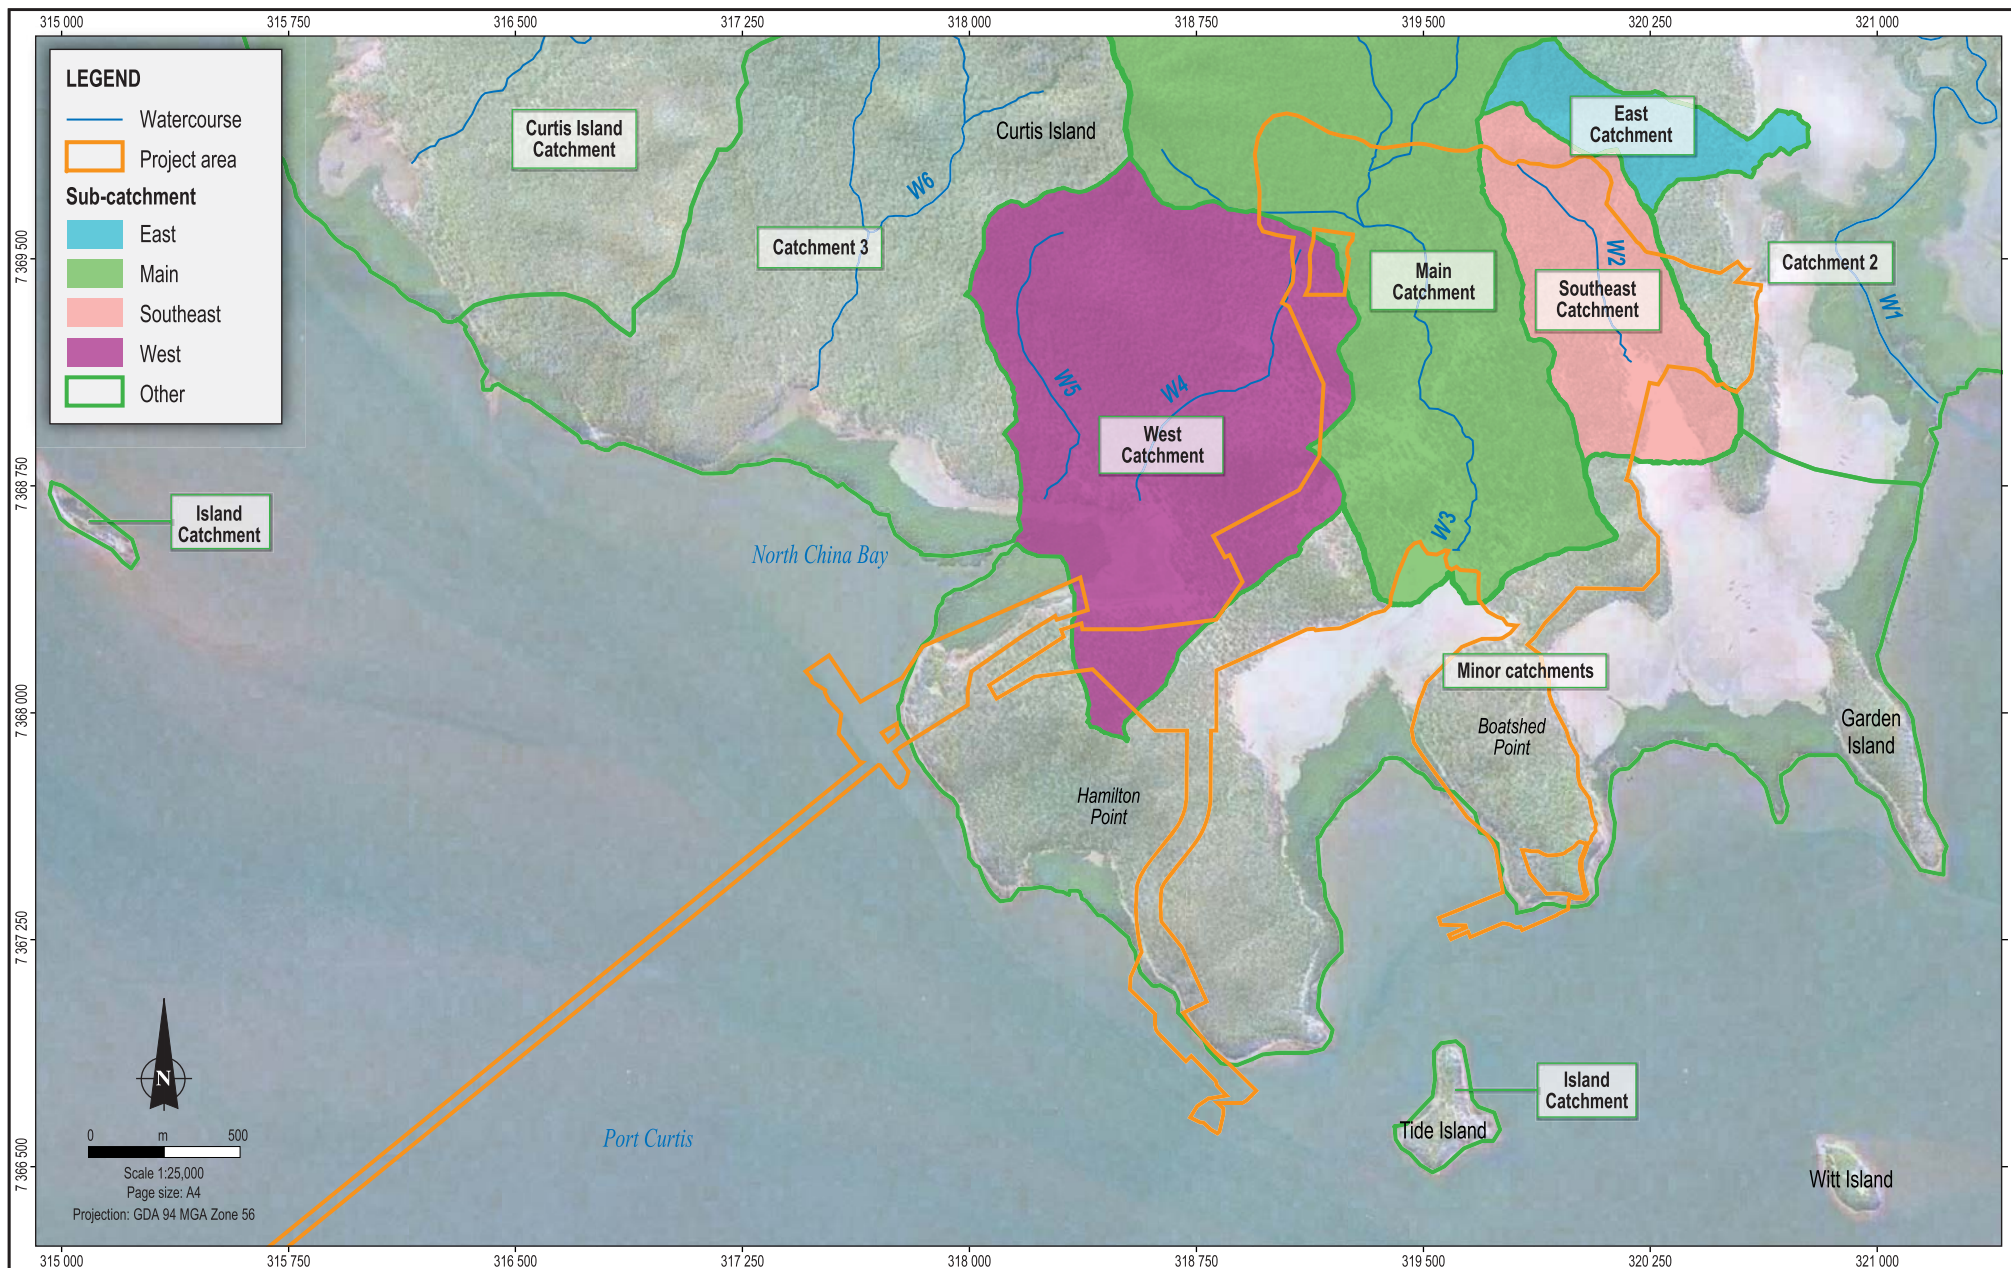 315 000 315 750 316 500 317 250 318 000 318 750 319 500 320 250 321 000
LEGEND
Watercourse
Project area
Sub-catchment
East
Main
Southeast
West
Other
Curtis Island
Catchment
Curtis Island
East
Catchment
W6
Catchment 3
Main
Catchment
W2
Southeast
Catchment
Catchment 2
W1
W5
W4
West
Catchment
W3
Island
Catchment
North China Bay
Minor catchments
Boatshed
Point
Garden
Island
Hamilton
Point
Island
Catchment
Tide Island
Witt Island
Port Curtis
N
0 m 500
Scale 1:25,000
Page size: A4
Projection: GDA 94 MGA Zone 56
7 369 500
7 368 750
7 368 000
7 367 250
7 366 500
315 000 315 750 316 500 317 250 318 000 318 750 319 500 320 250 321 000